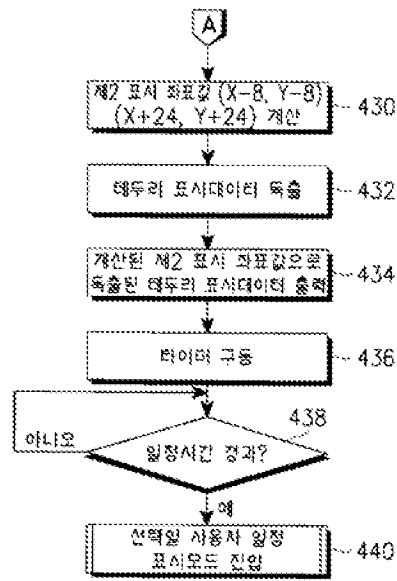 A
제2 표시 좌표값 (X-8, Y-8)
(X+24, Y+24) 계산
430
테두리 표시데이터 독출
432
계산된 제2 표시 좌표값으로
독출된 테두리 표시데이터 출력
434
타이머 구동
436
438
일정시간 경과?
아니오
예
선택일 사용자 일정
표시모드 진입
440